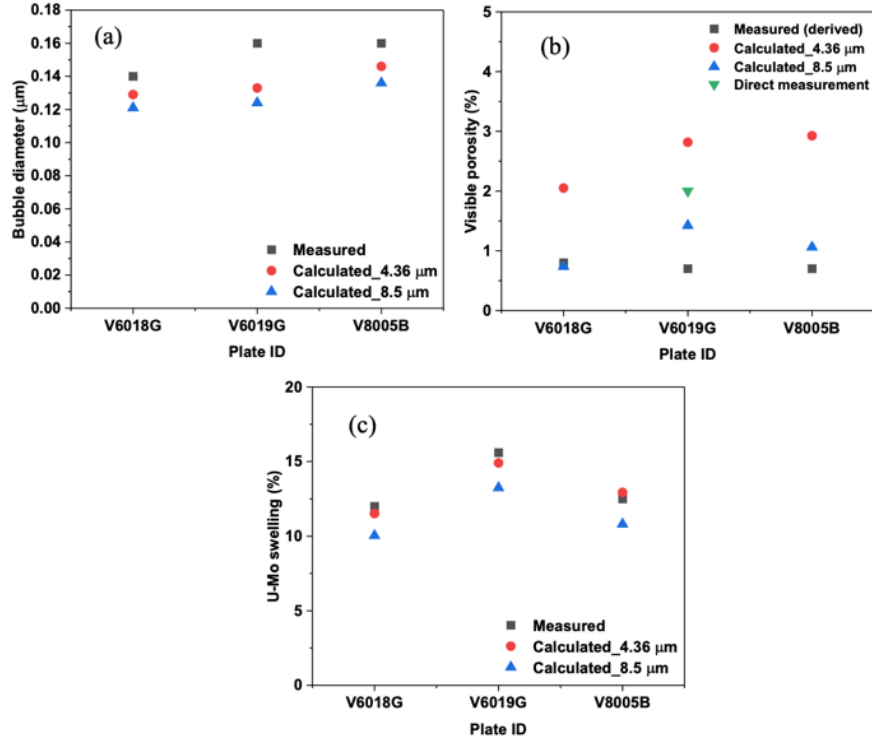 (a)
Bubble diameter (μm)
0.16
0.14
0.12
0.10
0.08
0.06
0.04
0.02
0.00
Measured
Calculated_4.36 μm
Calculated_8.5 μm
V6018G
V6019G
V8005B
Plate ID
(b)
Visible porosity (%)
5
4
3
2
1
0
Measured (derived)
Calculated_4.36 μm
Calculated_8.5 μm
Direct measurement
V6018G
V6019G
V8005B
Plate ID
(c)
U-Mo swelling (%)
20
15
10
5
0
Measured
Calculated_4.36 μm
Calculated_8.5 μm
V6018G
V6019G
V8005B
Plate ID